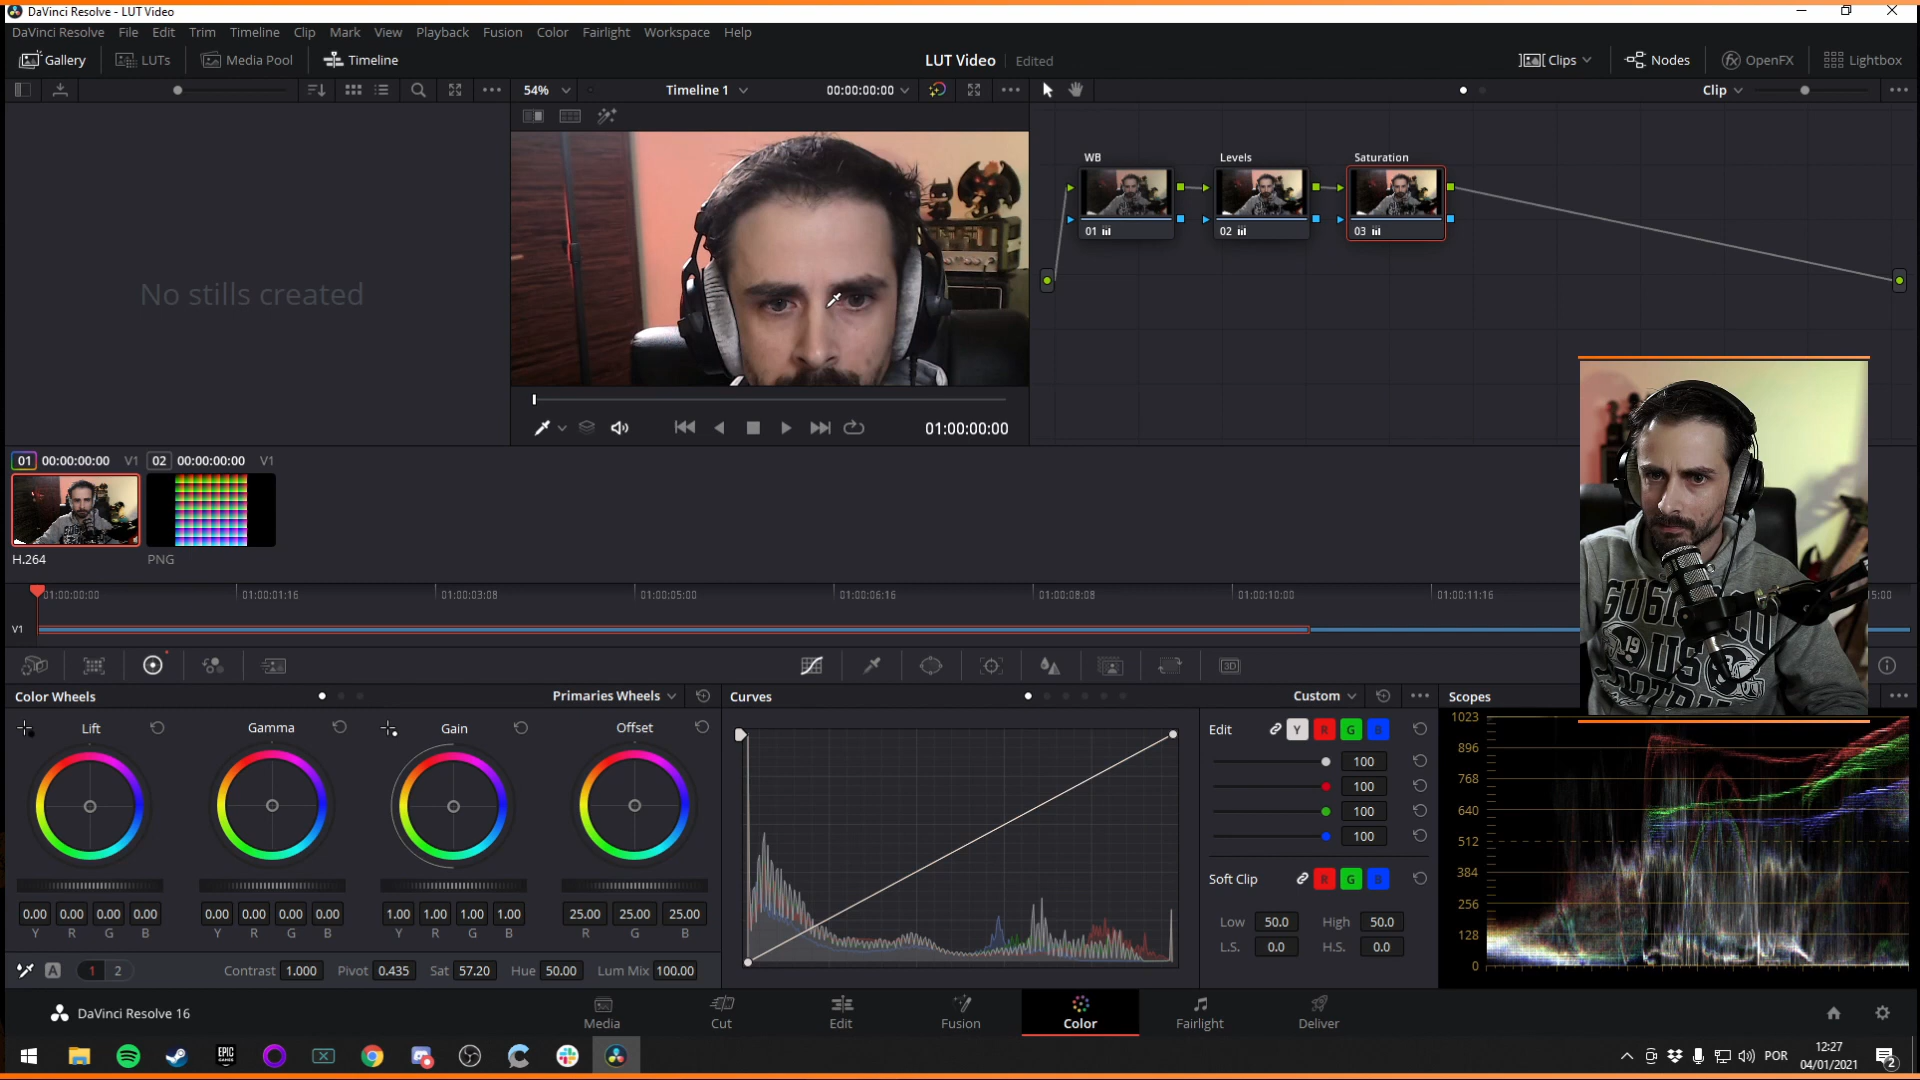 DaVinci Resolve - LUT Video
DaVinci Resolve File Edit Trim Timeline Clip Mark View Playback Fusion Color Fairlight Workspace Help
Gallery LUTs Media Pool Timeline LUT Video Edited Clips Nodes OpenFX Lightbox
54% Timeline 1 00:00:00:00 Clip
WB Levels Saturation
01 02 03
No stills created
01:00:00:00
01 00:00:00:00 V1 02 00:00:00:00 V1
H.264 PNG
01:00:00:00 01:00:01:16 01:00:03:08 01:00:05:00 01:00:06:16 01:00:08:08 01:00:10:00 01:00:11:16 15:00
V1
19
US
3D
Color Wheels Primaries Wheels Curves Custom Scopes
Lift Gamma Gain Offset
Edit Y R G B
100
100
100
100
Soft Clip R G B
Low 50.0 High 50.0
L.S. 0.0 H.S. 0.0
1023
896
768
640
512
384
256
128
0
0.00 0.00 0.00 0.00 0.00 0.00 0.00 0.00 1.00 1.00 1.00 1.00 25.00 25.00 25.00
Y R G B Y R G B Y R G B R G B
A 1 2 Contrast 1.000 Pivot 0.435 Sat 57.20 Hue 50.00 Lum Mix 100.00
DaVinci Resolve 16
Media Cut Edit Fusion Color Fairlight Deliver
EPIC GAMES
POR
12:27
04/01/2021
2